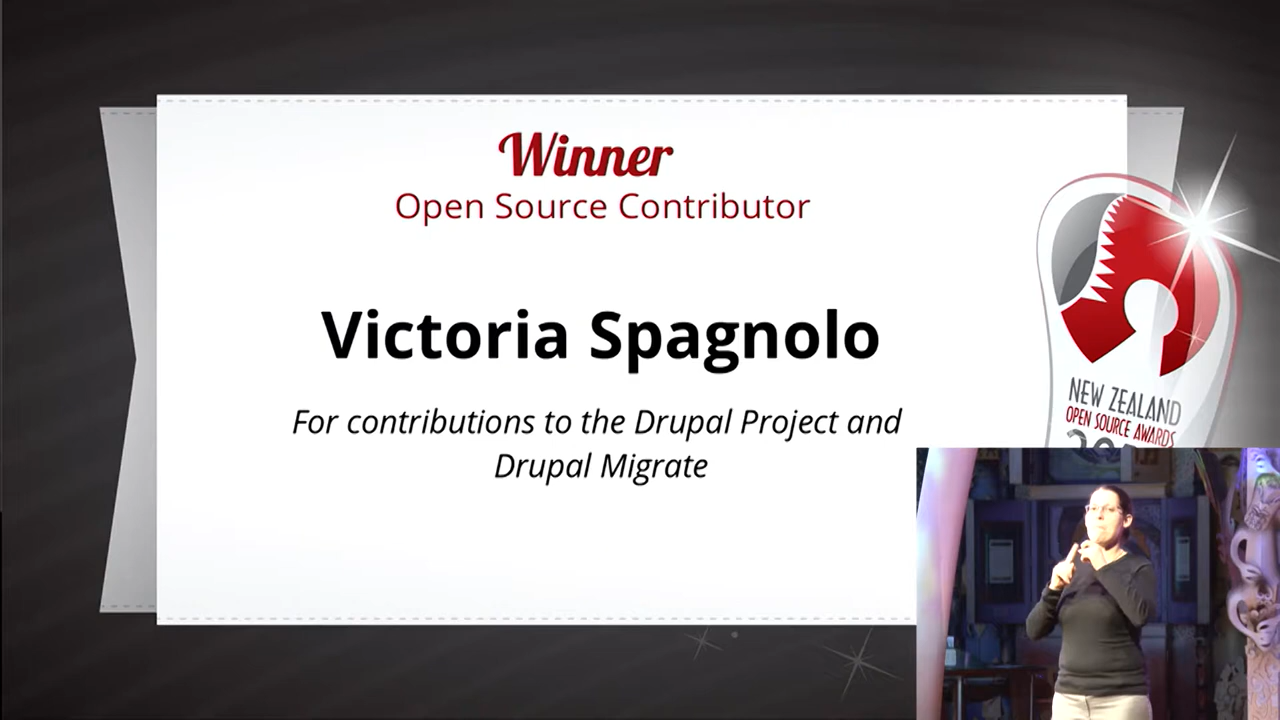 Winner
Open Source Contributor
Victoria Spagnolo
For contributions to the Drupal Project and
Drupal Migrate
NEW ZEALAND
OPEN SOURCE AWARDS